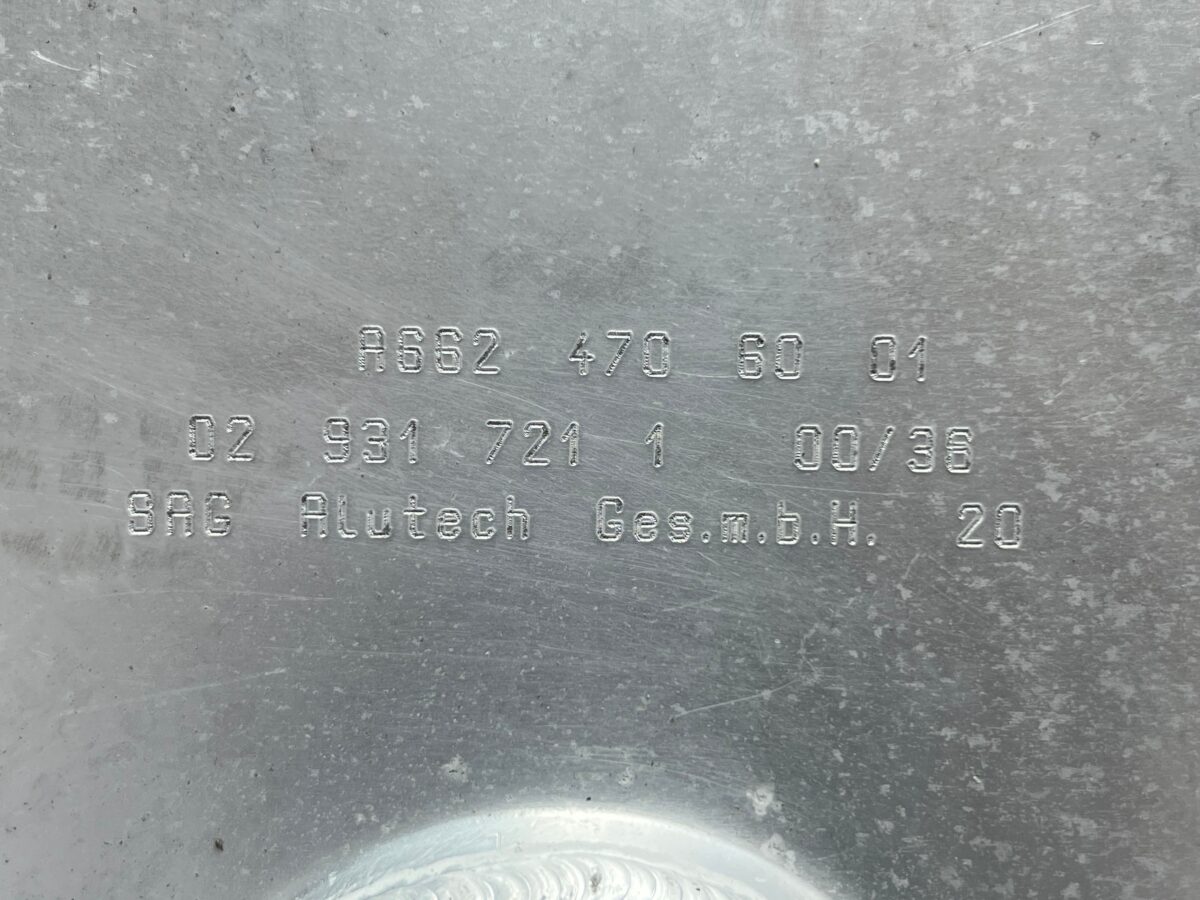 A662 470 60 01
02 931 721 1 00/36
SAG Alutech Ges.m.b.H. 20